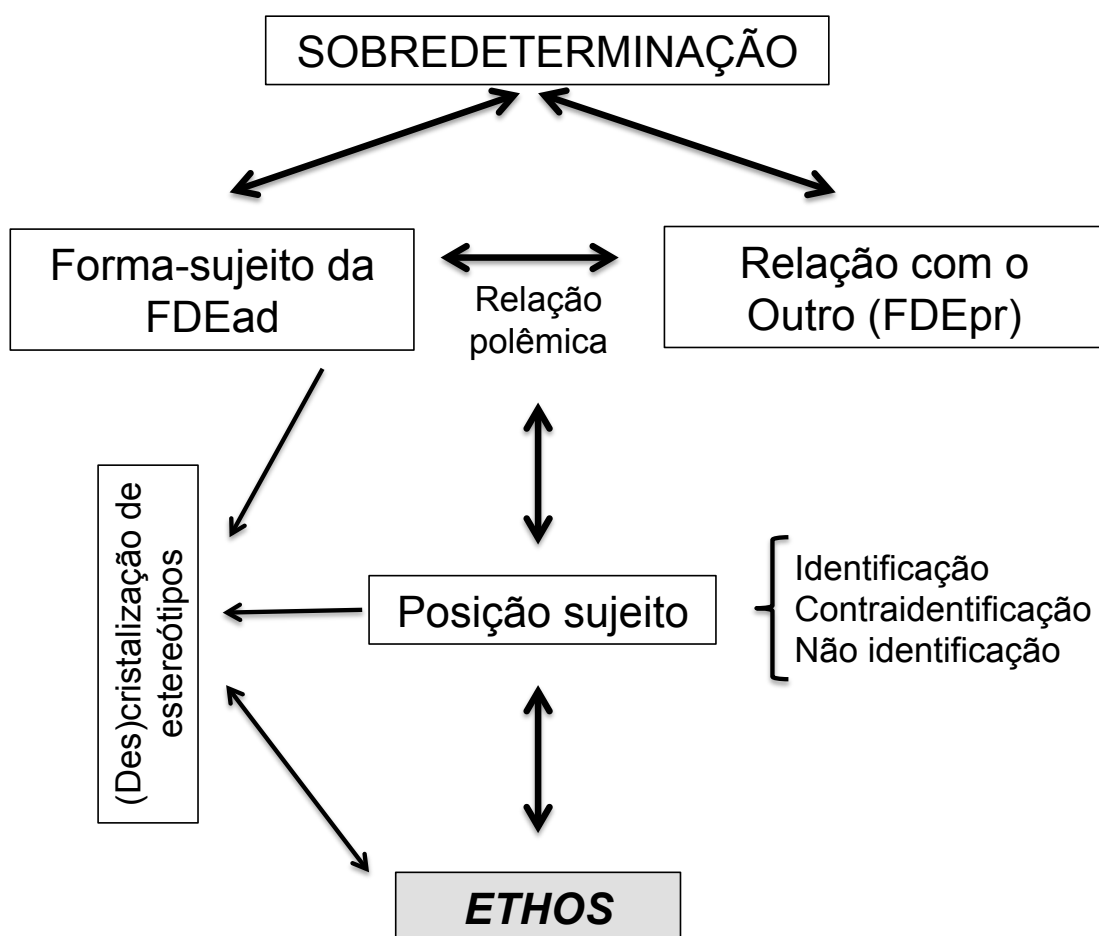 SOBREDETERMINAÇÃO
Forma-sujeito da
FDEad
Relação
polêmica
Relação com o
Outro (FDEpr)
(Des)cristalização de
estereótipos
Posição sujeito
Identificação
Contraidentificação
Não identificação
ETHOS